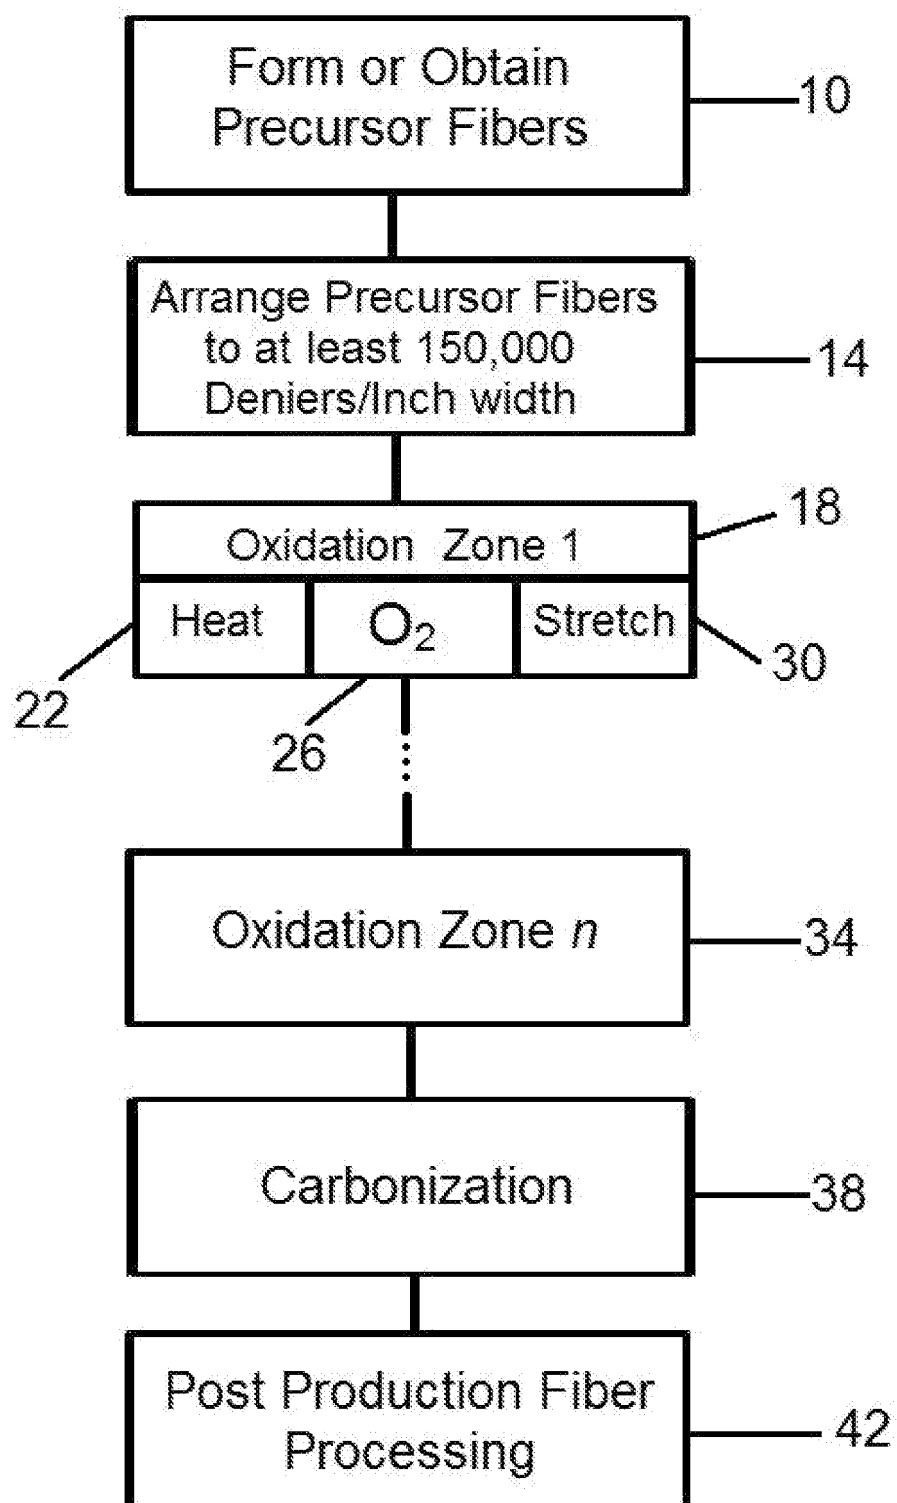 Form or Obtain
Precursor Fibers
10
Arrange Precursor Fibers
to at least 150,000
Deniers/Inch width
14
18
Oxidation Zone 1
Heat
O₂
Stretch
22
26
30
Oxidation Zone n
34
Carbonization
38
Post Production Fiber
Processing
42